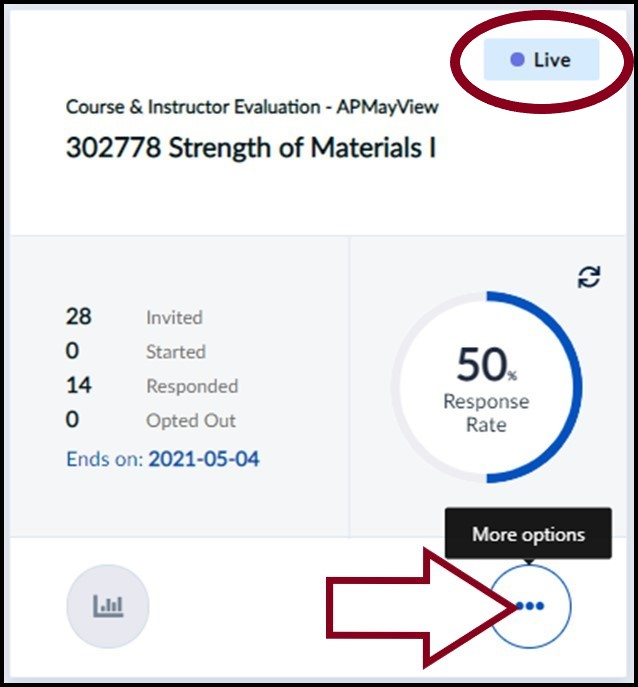 Live
Course & Instructor Evaluation - APMayView
302778 Strength of Materials I
28 Invited
0 Started
14 Responded
0 Opted Out
Ends on: 2021-05-04
50%
Response
Rate
More options